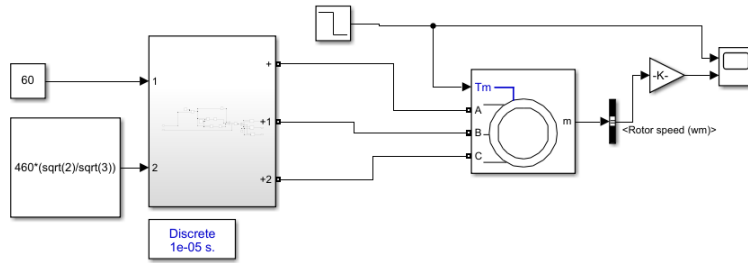 60
460*(sqrt(2)/sqrt(3))
1
2
+
+1
+2
Discrete
1e-05 s.
Tm
A
B
C
m
<Rotor speed (wm)>
-K-